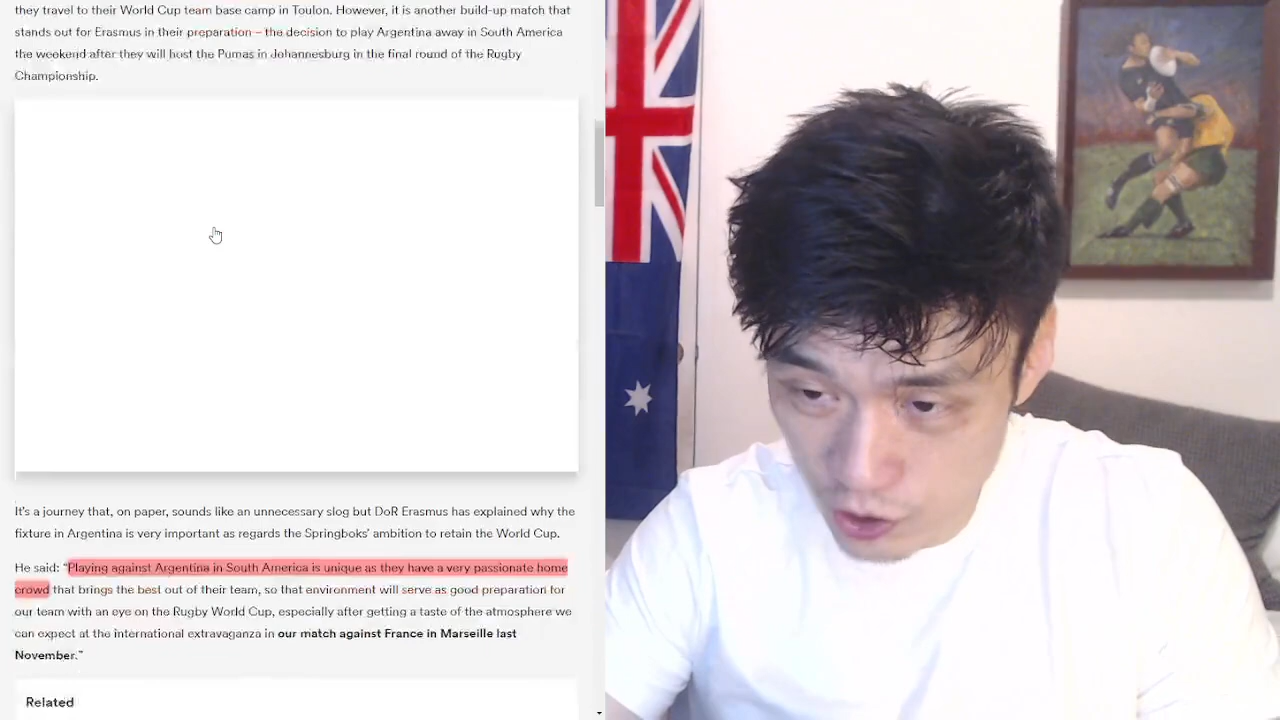 they travel to their World Cup team base camp in Toulon. However, it is another build-up match that
stands out for Erasmus in their preparation – the decision to play Argentina away in South America
the weekend after they will host the Pumas in Johannesburg in the final round of the Rugby
Championship.
It's a journey that, on paper, sounds like an unnecessary slog but DoR Erasmus has explained why the
fixture in Argentina is very important as regards the Springboks' ambition to retain the World Cup.
He said: “Playing against Argentina in South America is unique as they have a very passionate home
crowd that brings the best out of their team, so that environment will serve as good preparation for
our team with an eye on the Rugby World Cup, especially after getting a taste of the atmosphere we
can expect at the international extravaganza in our match against France in Marseille last
November.”
Related